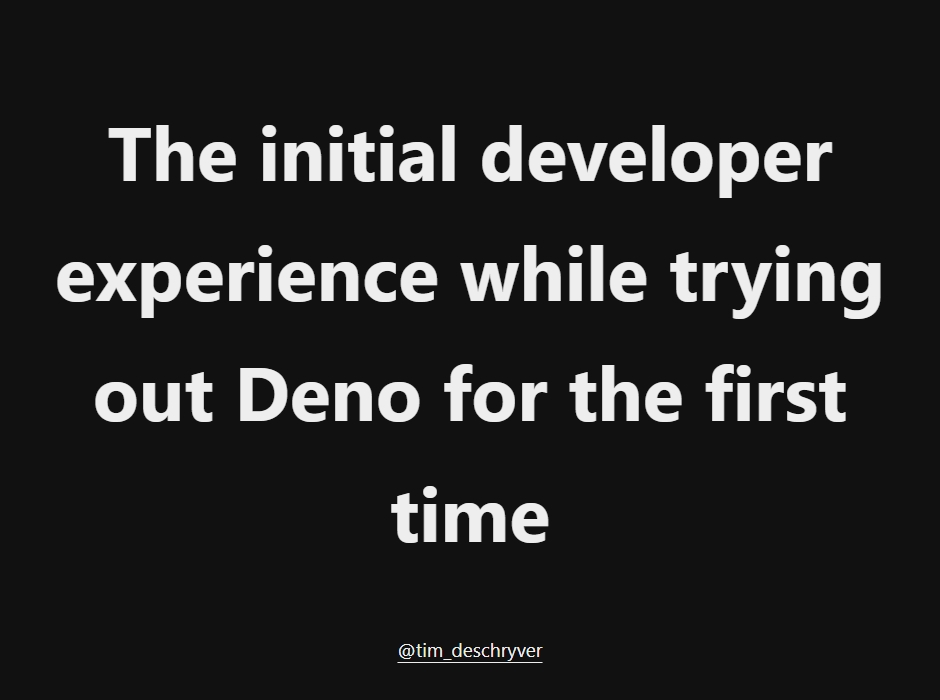 The initial developer
experience while trying
out Deno for the first
time
@tim_deschryver